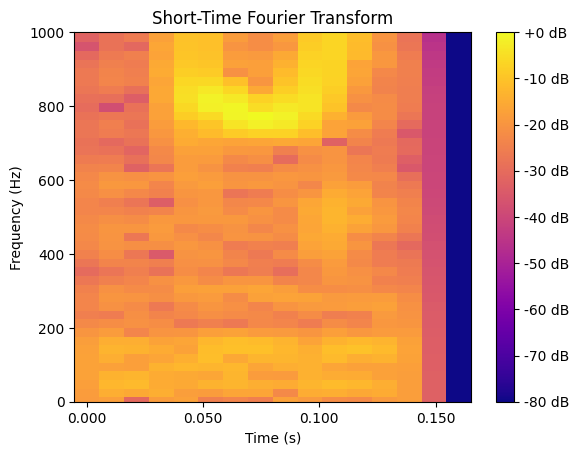 Short-Time Fourier Transform
1000
800
600
400
200
0
Frequency (Hz)
0.000
0.050
0.100
0.150
Time (s)
+0 dB
-10 dB
-20 dB
-30 dB
-40 dB
-50 dB
-60 dB
-70 dB
-80 dB